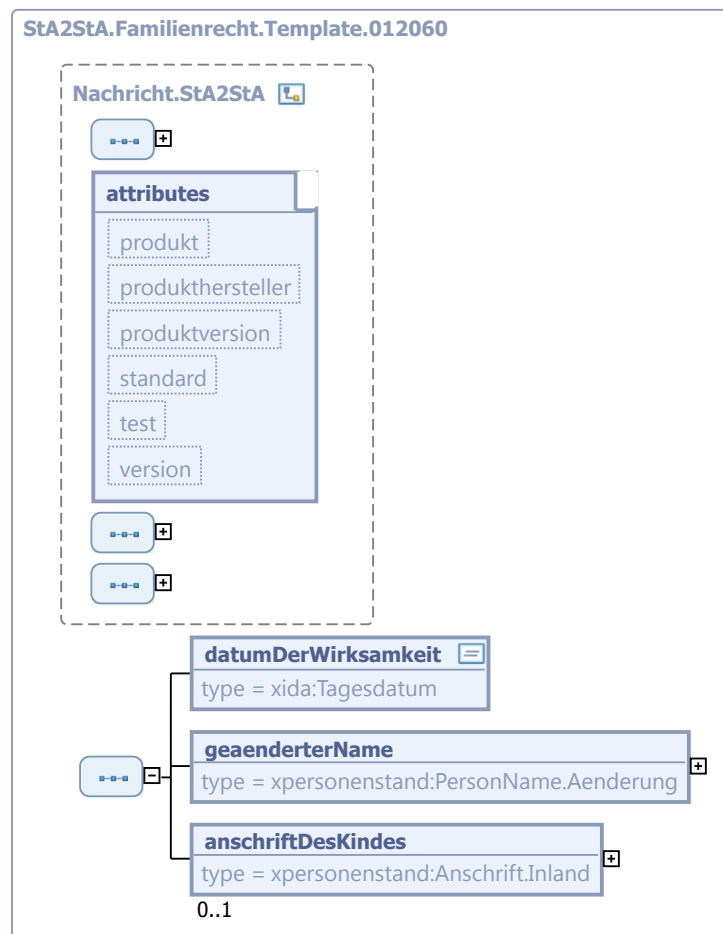 StA2StA.Familienrecht.Template.012060
Nachricht.StA2StA
attributes
produkt
produkthersteller
produktversion
standard
test
version
datumDerWirksamkeit
type = xida:Tagesdatum
geaenderterName
type = xpersonenstand:PersonName.Aenderung
anschriftDesKindes
type = xpersonenstand:Anschrift.Inland
0..1